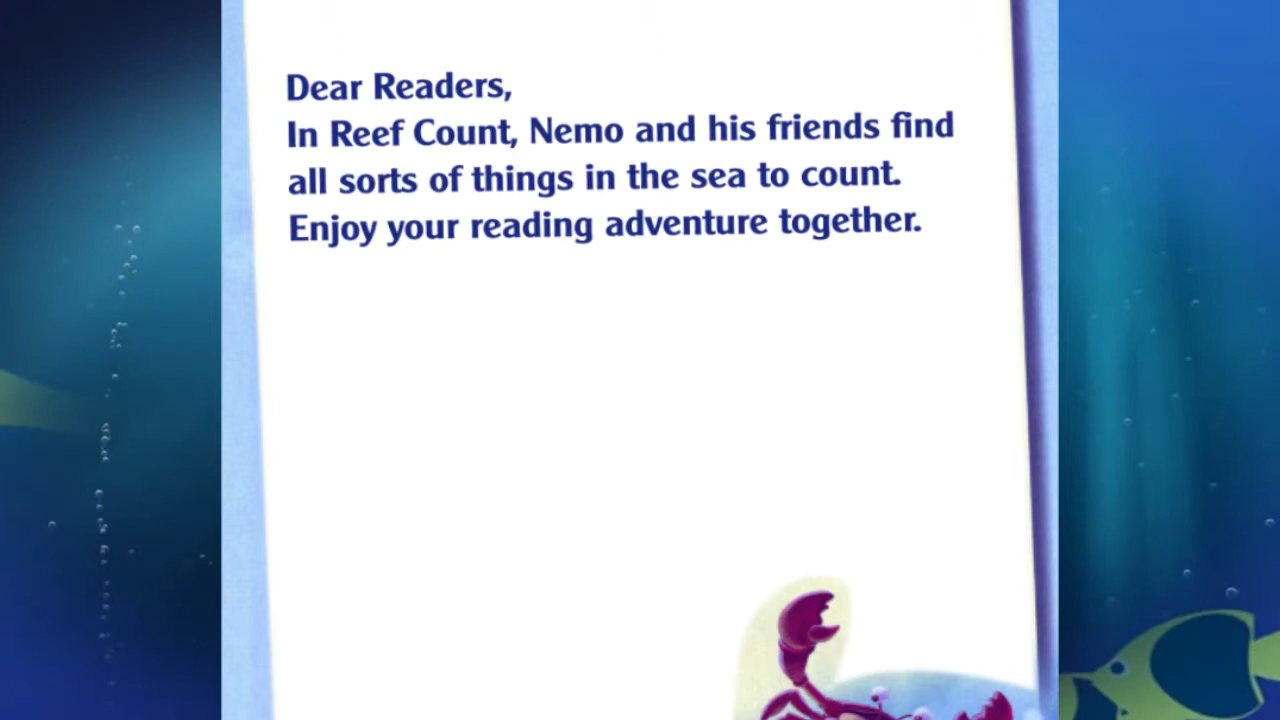 Dear Readers,
In Reef Count, Nemo and his friends find
all sorts of things in the sea to count.
Enjoy your reading adventure together.